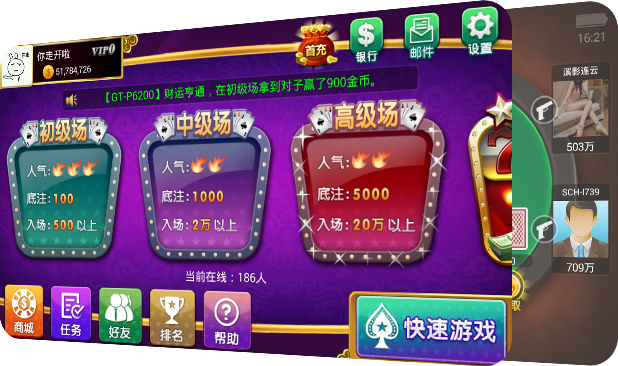 你走开啦
VIP0
51,784,726
首充
银行
邮件
设置
16:21
【GT-P6200】财运亨通，在初级场拿到对子赢了900金币。
初级场
人气:
底注: 100
入场: 500 以上
中级场
人气:
底注: 1000
入场: 2万 以上
高级场
人气:
底注: 5000
入场: 20万 以上
溪影连云
503万
SCH-I739
709万
当前在线：186人
商城
任务
好友
排名
帮助
快速游戏
取